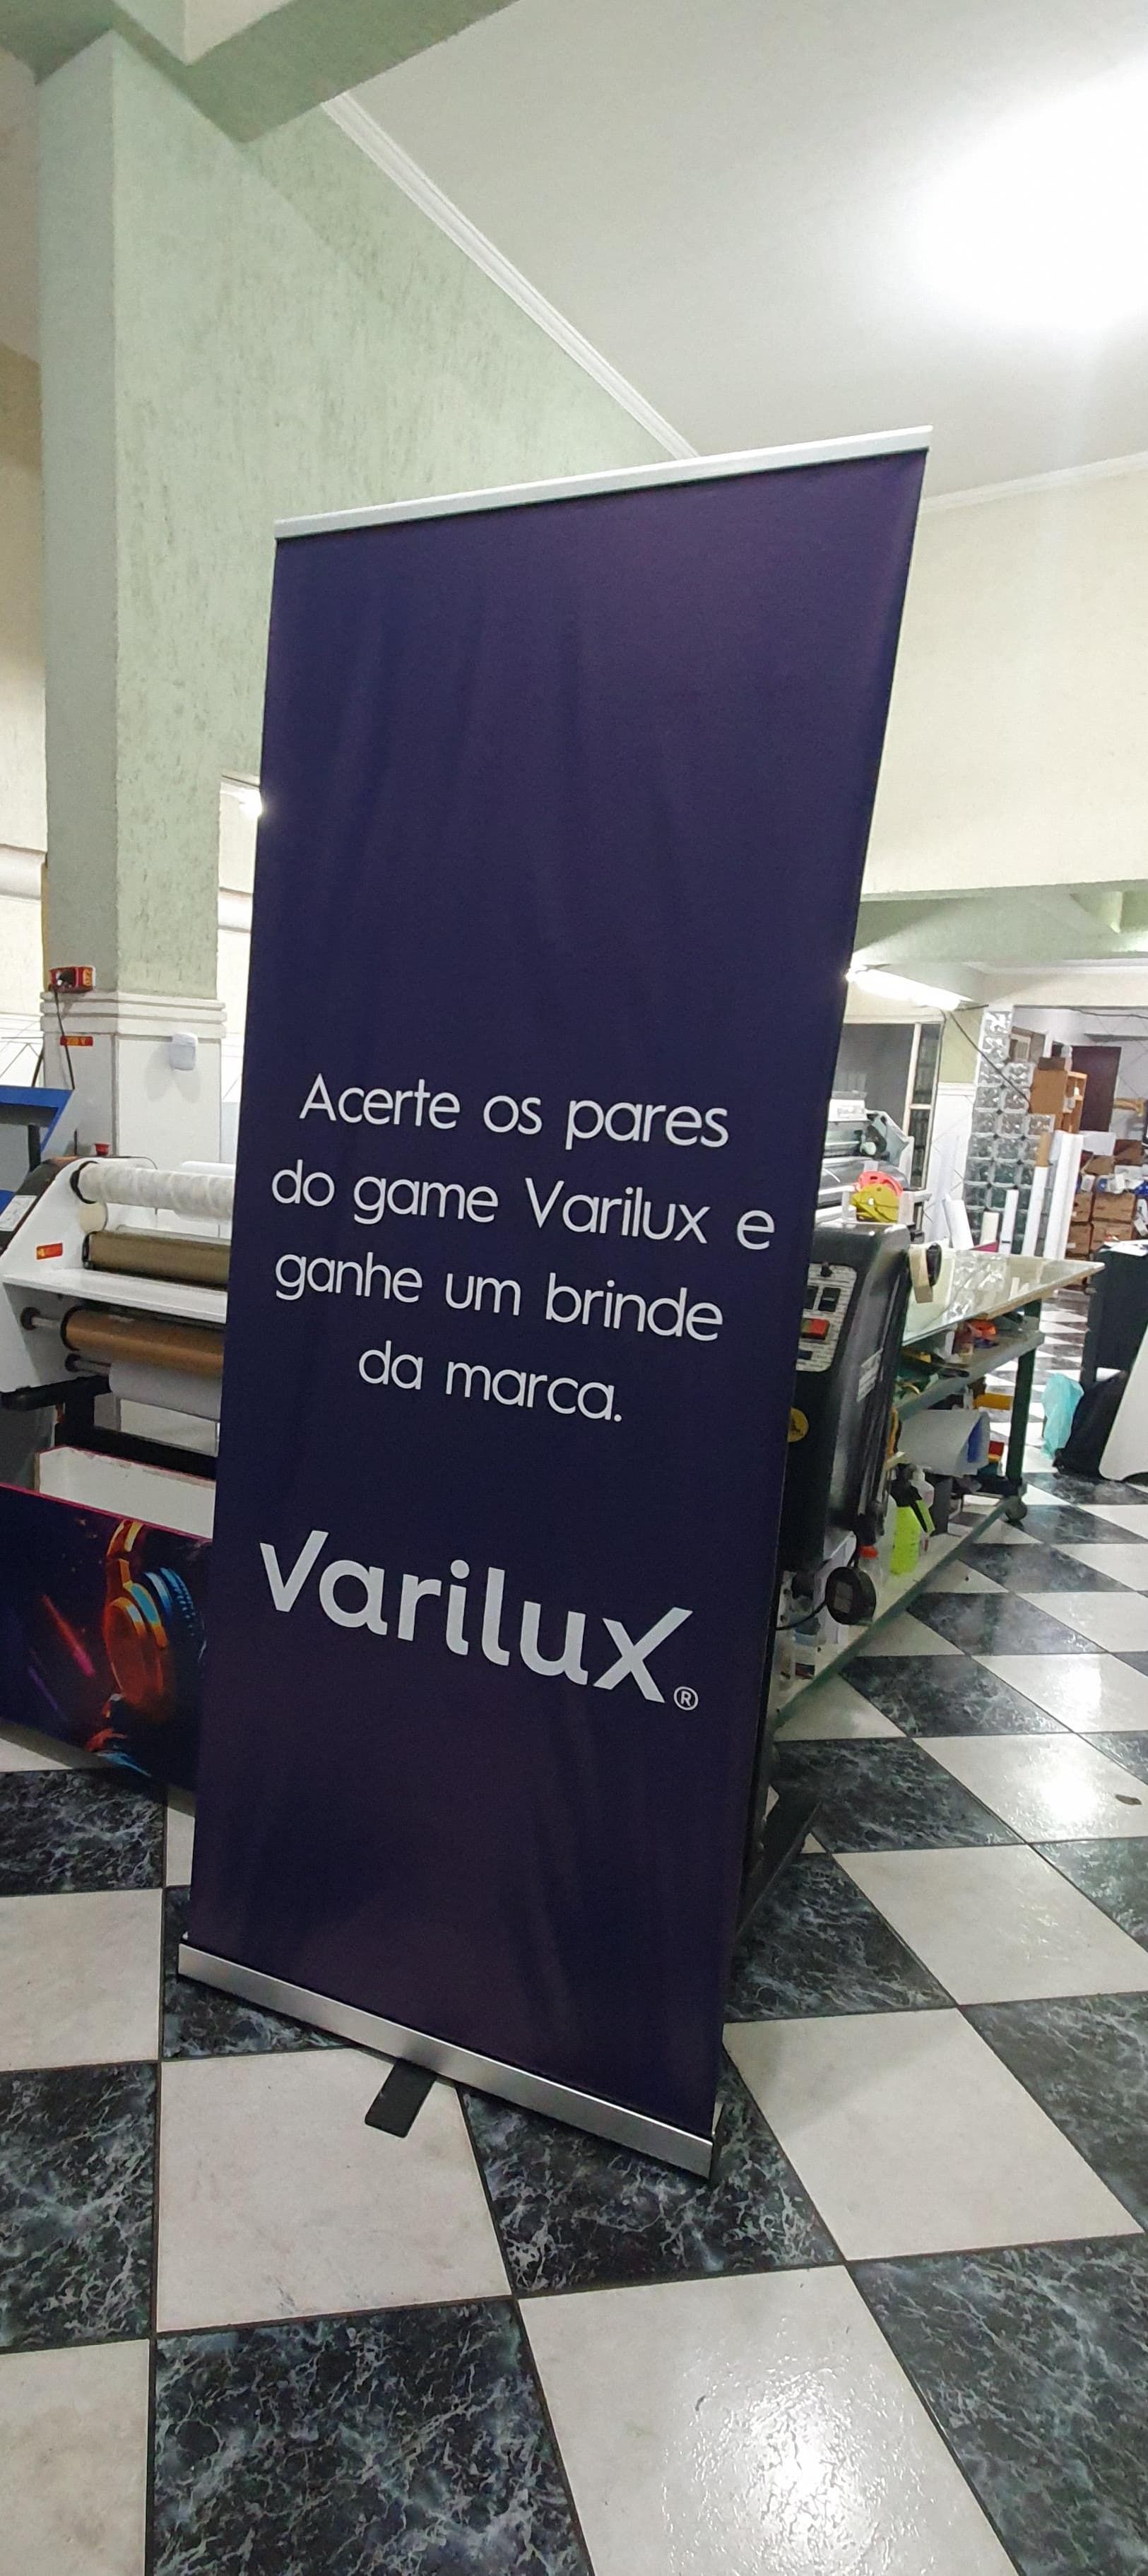 Acerte os pares
do game Varilux e
ganhe um brinde
da marca.
varilux®